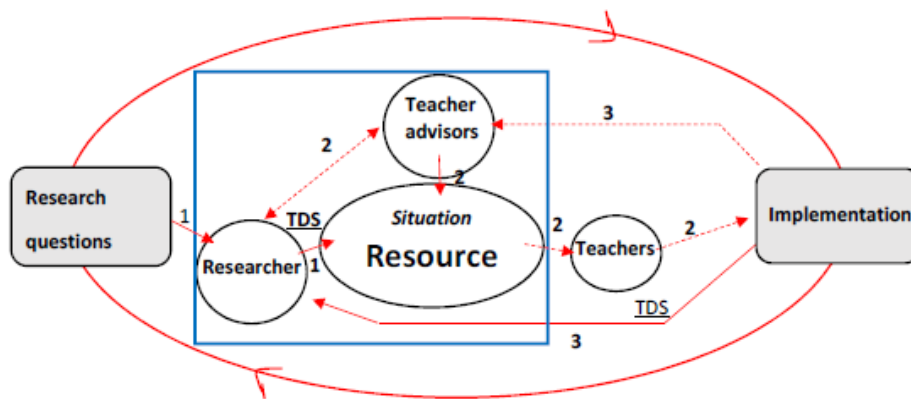 Teacher
advisors
3
2
Research
questions
1
2
Situation
Resource
TDS
Researcher
1
2
Teachers
2
Implementation
TDS
3